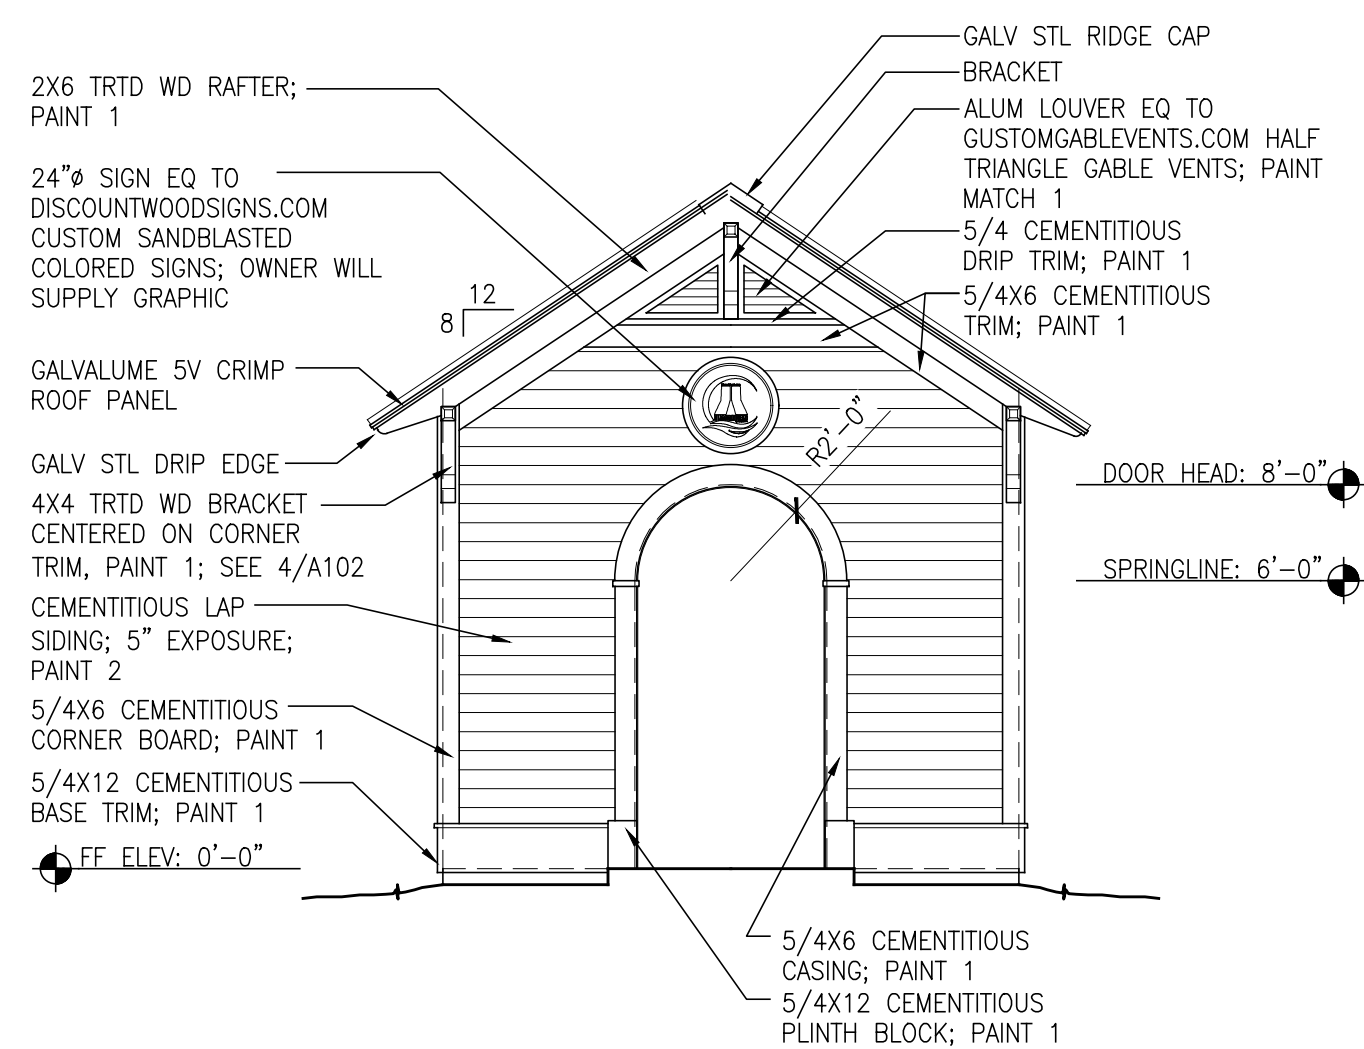 2X6 TRTD WD RAFTER;
PAINT 1
24"ø SIGN EQ TO
DISCOUNTWOODSIGNS.COM
CUSTOM SANDBLASTED
COLORED SIGNS; OWNER WILL
SUPPLY GRAPHIC
12
8
GALVALUME 5V CRIMP
ROOF PANEL
GALV STL DRIP EDGE
4X4 TRTD WD BRACKET
CENTERED ON CORNER
TRIM, PAINT 1; SEE 4/A102
CEMENTITIOUS LAP
SIDING; 5" EXPOSURE;
PAINT 2
5/4X6 CEMENTITIOUS
CORNER BOARD; PAINT 1
5/4X12 CEMENTITIOUS
BASE TRIM; PAINT 1
FF ELEV: 0'-0"
GALV STL RIDGE CAP
BRACKET
ALUM LOUVER EQ TO
GUSTOMGABLEVENTS.COM HALF
TRIANGLE GABLE VENTS; PAINT
MATCH 1
5/4 CEMENTITIOUS
DRIP TRIM; PAINT 1
5/4X6 CEMENTITIOUS
TRIM; PAINT 1
R2'-0"
DOOR HEAD: 8'-0"
SPRINGLINE: 6'-0"
5/4X6 CEMENTITIOUS
CASING; PAINT 1
5/4X12 CEMENTITIOUS
PLINTH BLOCK; PAINT 1